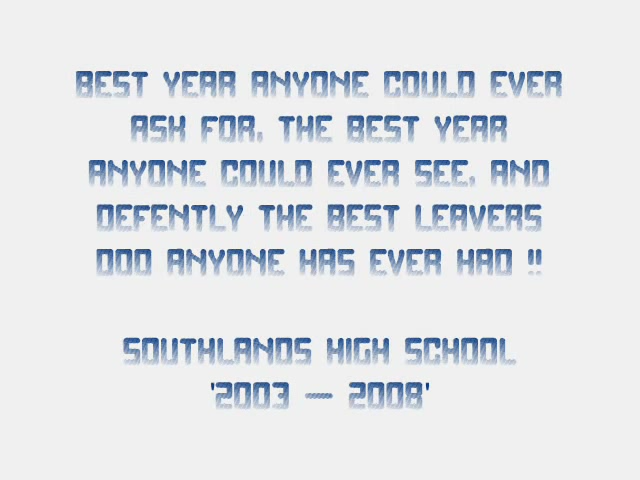 BEST YEAR ANYONE COULD EVER
ASK FOR. THE BEST YEAR
ANYONE COULD EVER SEE. AND
DEFENTLY THE BEST LEAVERS
DOO ANYONE HAS EVER HAD !!
SOUTHLANDS HIGH SCHOOL
'2003 - 2008'